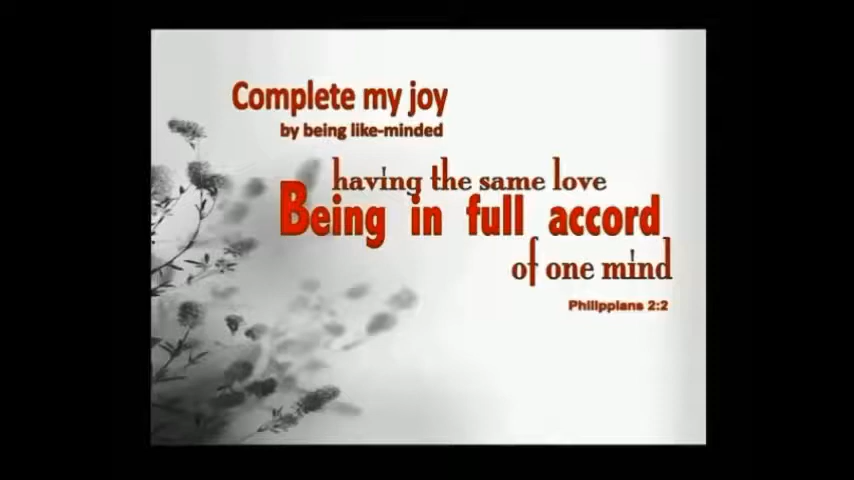 Complete my joy
by being like-minded
having the same love
Being in full accord
of one mind
Philippians 2:2